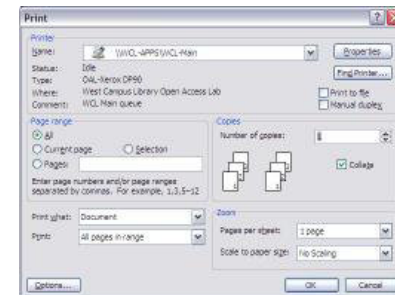 Print
Printer
Name: \\WCL-APPS\WCL-Main Properties
Status: Idle Find Printer...
Type: OAL-Xerox DP90
Where: West Campus Library Open Access Lab Print to file
Comment: WCL Main queue Manual duplex
Page range Copies
All Number of copies: 1
Current page Selection
Pages: Collate
Enter page numbers and/or page ranges
separated by commas. For example, 1,3,5–12
Print what: Document Zoom
Print: All pages in range Pages per sheet: 1 page
Scale to paper size: No Scaling
Options... OK Cancel